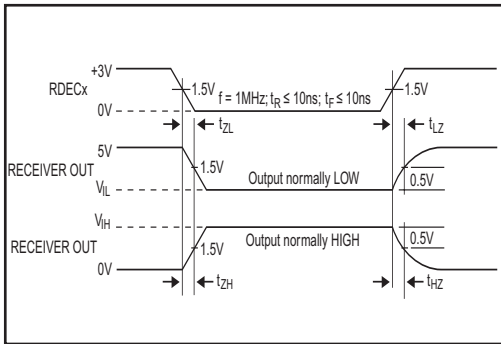 +3V
RDECx
1.5V
f = 1MHz; tR ≤ 10ns; tF ≤ 10ns
1.5V
0V
tZL
tLZ
5V
RECEIVER OUT
1.5V
Output normally LOW
0.5V
VIL
VIH
RECEIVER OUT
1.5V
Output normally HIGH
0.5V
0V
tZH
tHZ